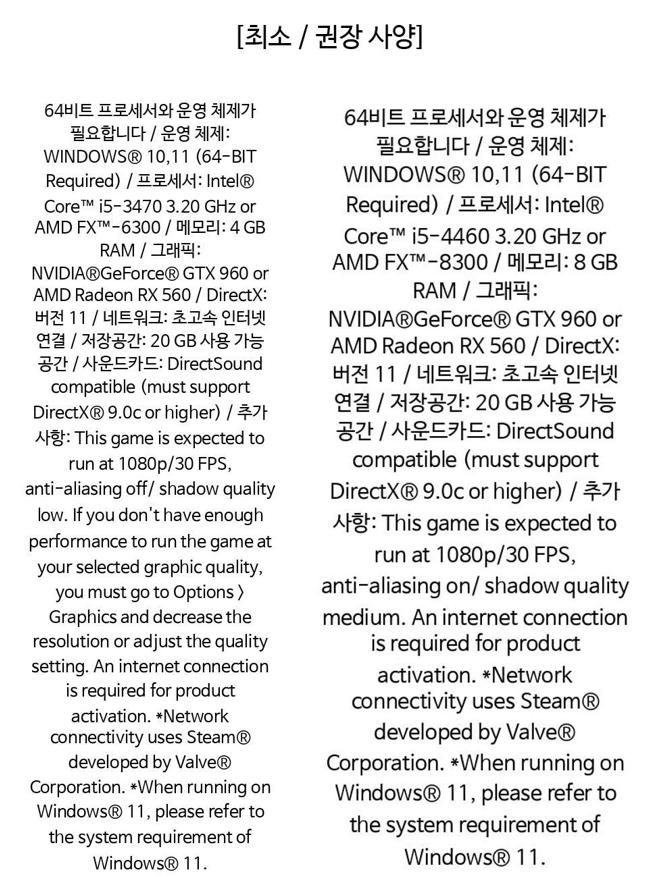 [최소 / 권장 사양]
64비트 프로세서와 운영 체제가
필요합니다 / 운영 체제:
WINDOWS® 10,11 (64-BIT
Required) / 프로세서: Intel®
Core™ i5-3470 3.20 GHz or
AMD FX™-6300 / 메모리: 4 GB
RAM / 그래픽:
NVIDIA®GeForce® GTX 960 or
AMD Radeon RX 560 / DirectX:
버전 11 / 네트워크: 초고속 인터넷
연결 / 저장공간: 20 GB 사용 가능
공간 / 사운드카드: DirectSound
compatible (must support
DirectX® 9.0c or higher) / 추가
사항: This game is expected to
run at 1080p/30 FPS,
anti-aliasing off/ shadow quality
low. If you don't have enough
performance to run the game at
your selected graphic quality,
you must go to Options 〉
Graphics and decrease the
resolution or adjust the quality
setting. An internet connection
is required for product
activation. *Network
connectivity uses Steam®
developed by Valve®
Corporation. *When running on
Windows® 11, please refer to
the system requirement of
Windows® 11.
64비트 프로세서와 운영 체제가
필요합니다 / 운영 체제:
WINDOWS® 10,11 (64-BIT
Required) / 프로세서: Intel®
Core™ i5-4460 3.20 GHz or
AMD FX™-8300 / 메모리: 8 GB
RAM / 그래픽:
NVIDIA®GeForce® GTX 960 or
AMD Radeon RX 560 / DirectX:
버전 11 / 네트워크: 초고속 인터넷
연결 / 저장공간: 20 GB 사용 가능
공간 / 사운드카드: DirectSound
compatible (must support
DirectX® 9.0c or higher) / 추가
사항: This game is expected to
run at 1080p/30 FPS,
anti-aliasing on/ shadow quality
medium. An internet connection
is required for product
activation. *Network
connectivity uses Steam®
developed by Valve®
Corporation. *When running on
Windows® 11, please refer to
the system requirement of
Windows® 11.